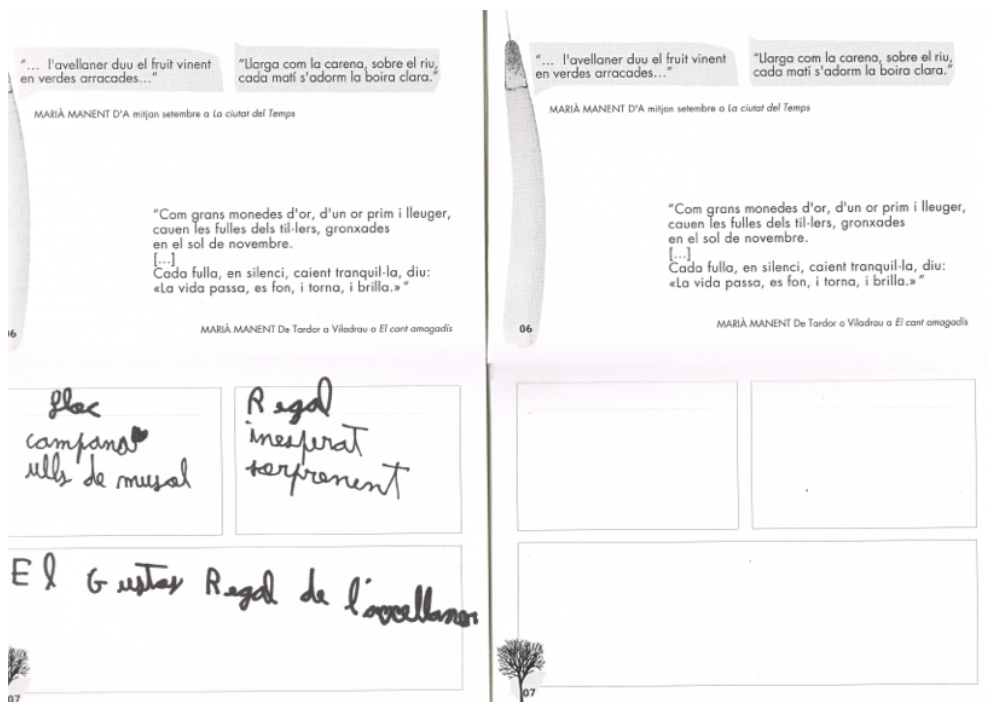 "... l'avellaner duu el fruit vinent
en verdes arracades..."
"Llarga com la carena, sobre el riu,
cada matí s'adorm la boira clara."
MARIÀ MANENT D'A mitjan setembre a La ciutat del Temps
"Com grans monedes d'or, d'un or prim i lleuger,
cauen les fulles dels til·lers, gronxades
en el sol de novembre.
[...]
Cada fulla, en silenci, caient tranquil·la, diu:
«La vida passa, es fon, i torna, i brilla.»"
MARIÀ MANENT De Tardor a Viladrau a El cant amagadís
06
floc
campana
ulls de musol
Regal
inesperat
sorprenent
El Gustos Regal de l'avellaner
07
"... l'avellaner duu el fruit vinent
en verdes arracades..."
"Llarga com la carena, sobre el riu,
cada matí s'adorm la boira clara."
MARIÀ MANENT D'A mitjan setembre a La ciutat del Temps
"Com grans monedes d'or, d'un or prim i lleuger,
cauen les fulles dels til·lers, gronxades
en el sol de novembre.
[...]
Cada fulla, en silenci, caient tranquil·la, diu:
«La vida passa, es fon, i torna, i brilla.»"
06
MARIÀ MANENT De Tardor a Viladrau a El cant amagadís
07